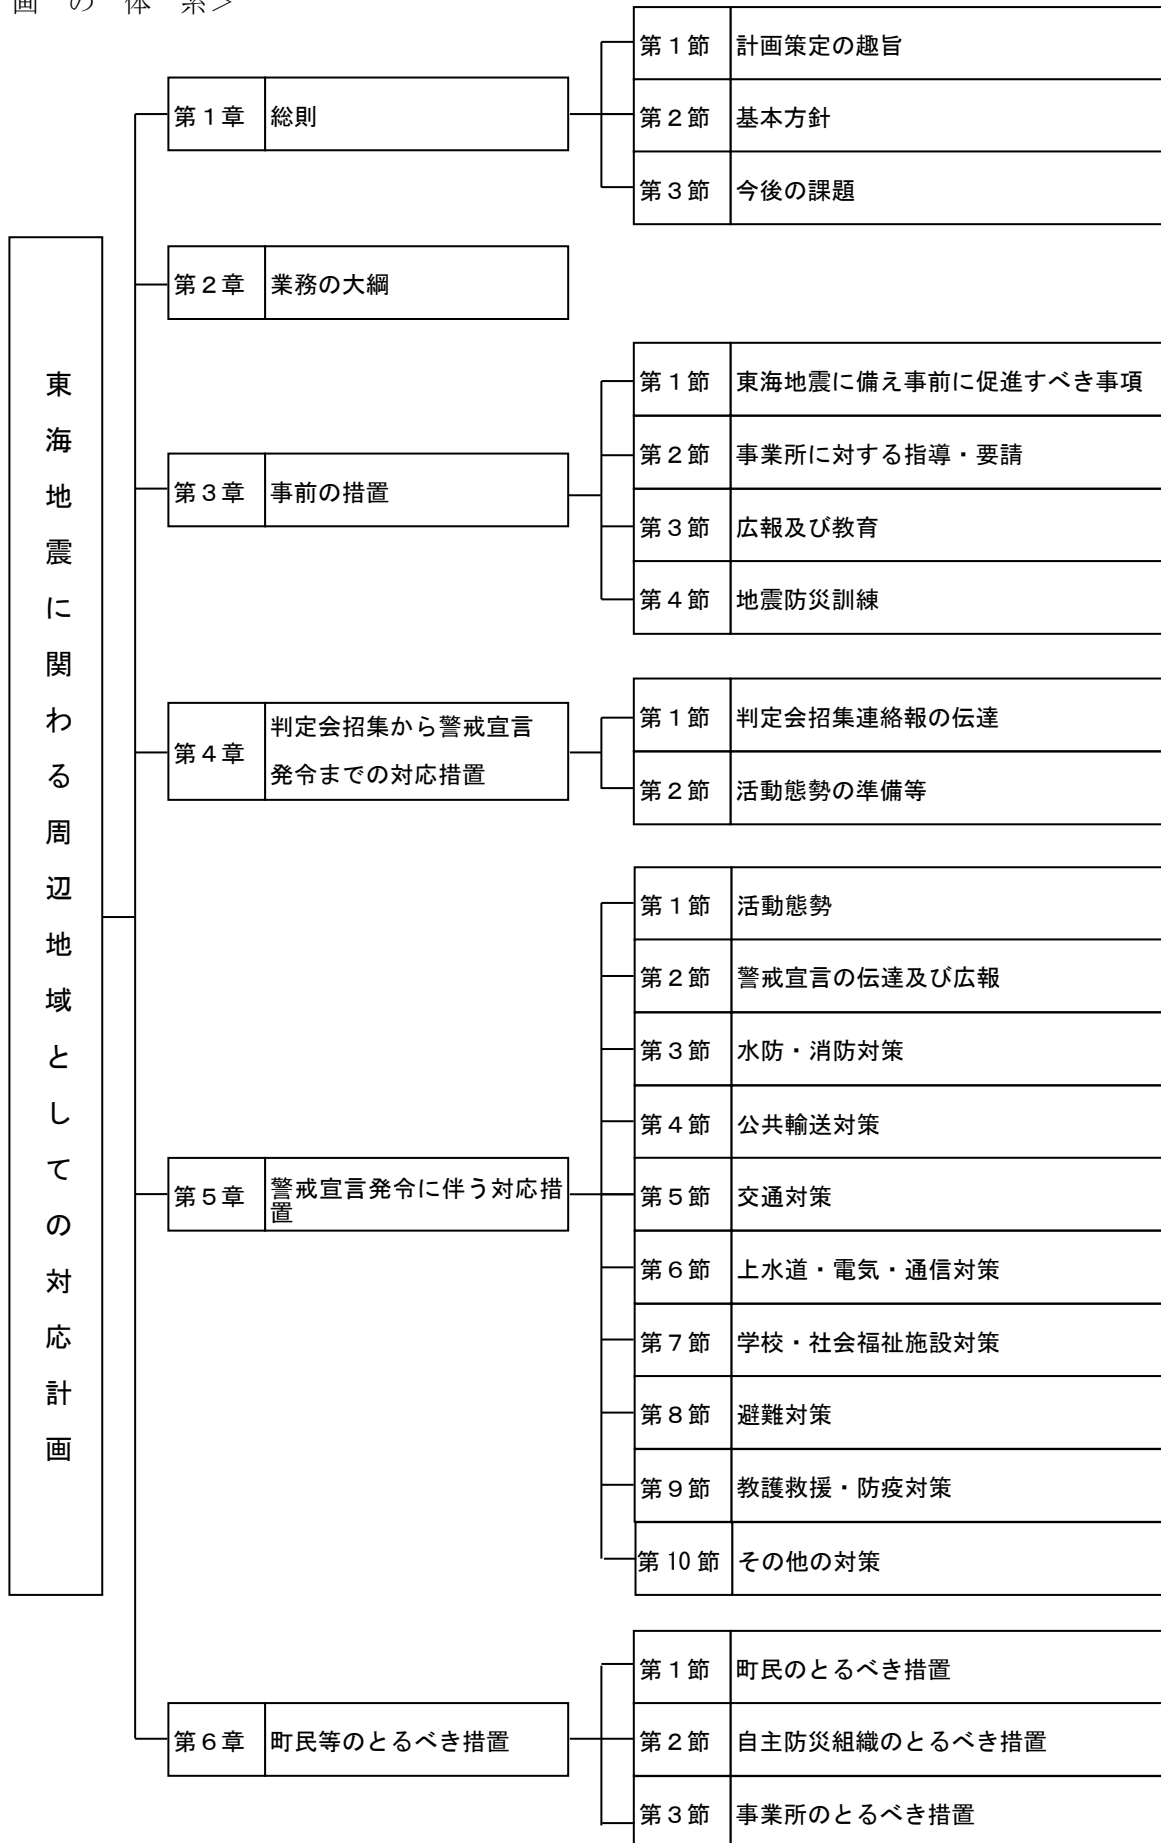 画の体系＞
東海地震に関わる周辺地域としての対応計画
第１章 総則
第１節 計画策定の趣旨
第２節 基本方針
第３節 今後の課題
第２章 業務の大綱
第３章 事前の措置
第１節 東海地震に備え事前に促進すべき事項
第２節 事業所に対する指導・要請
第３節 広報及び教育
第４節 地震防災訓練
第４章 判定会招集から警戒宣言
発令までの対応措置
第１節 判定会招集連絡報の伝達
第２節 活動態勢の準備等
第５章 警戒宣言発令に伴う対応措
置
第１節 活動態勢
第２節 警戒宣言の伝達及び広報
第３節 水防・消防対策
第４節 公共輸送対策
第５節 交通対策
第６節 上水道・電気・通信対策
第７節 学校・社会福祉施設対策
第８節 避難対策
第９節 教護救援・防疫対策
第10節 その他の対策
第６章 町民等のとるべき措置
第１節 町民のとるべき措置
第２節 自主防災組織のとるべき措置
第３節 事業所のとるべき措置